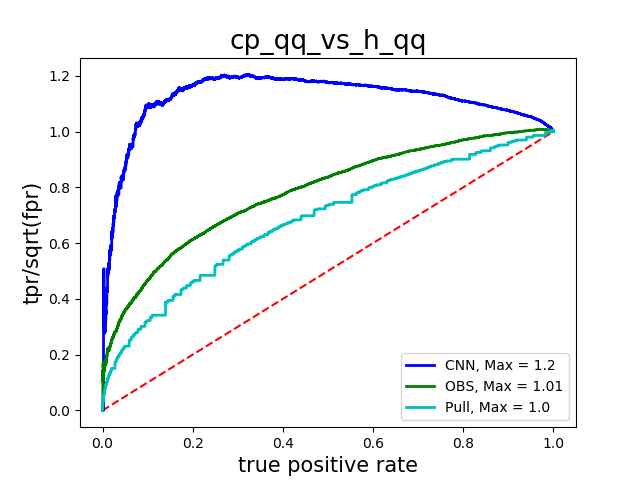 cp_qq_vs_h_qq
1.2
1.0
0.8
0.6
0.4
0.2
0.0
tpr/sqrt(fpr)
CNN, Max = 1.2
OBS, Max = 1.01
Pull, Max = 1.0
0.0 0.2 0.4 0.6 0.8 1.0
true positive rate